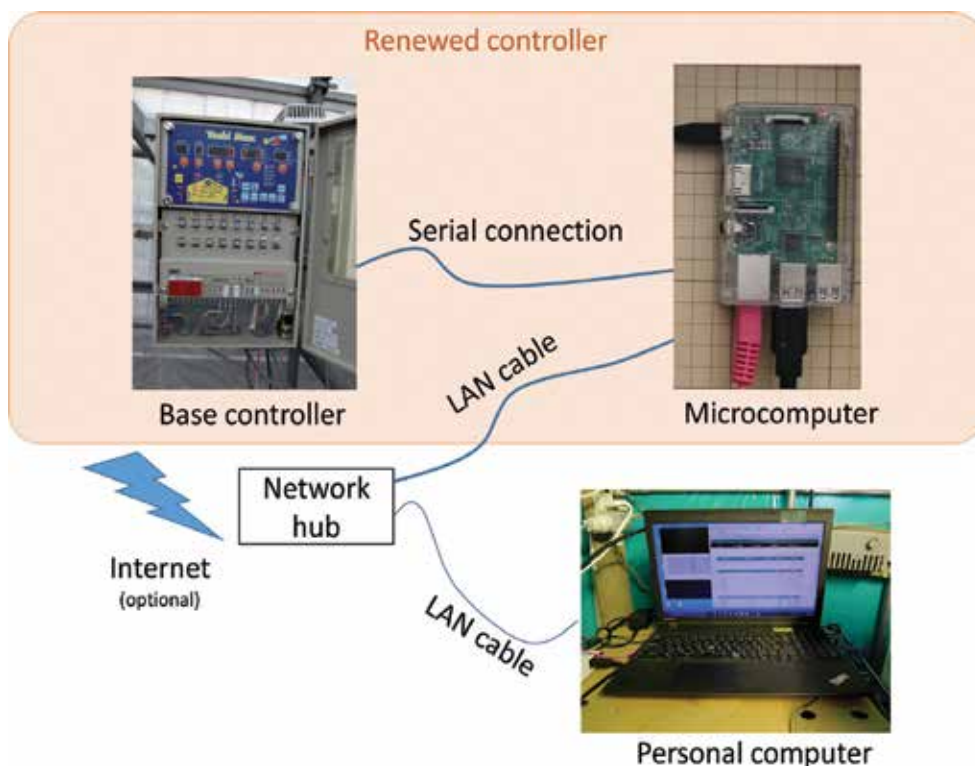 Renewed controller
Serial connection
LAN cable
Base controller
Microcomputer
Network
hub
Internet
(optional)
LAN cable
Personal computer